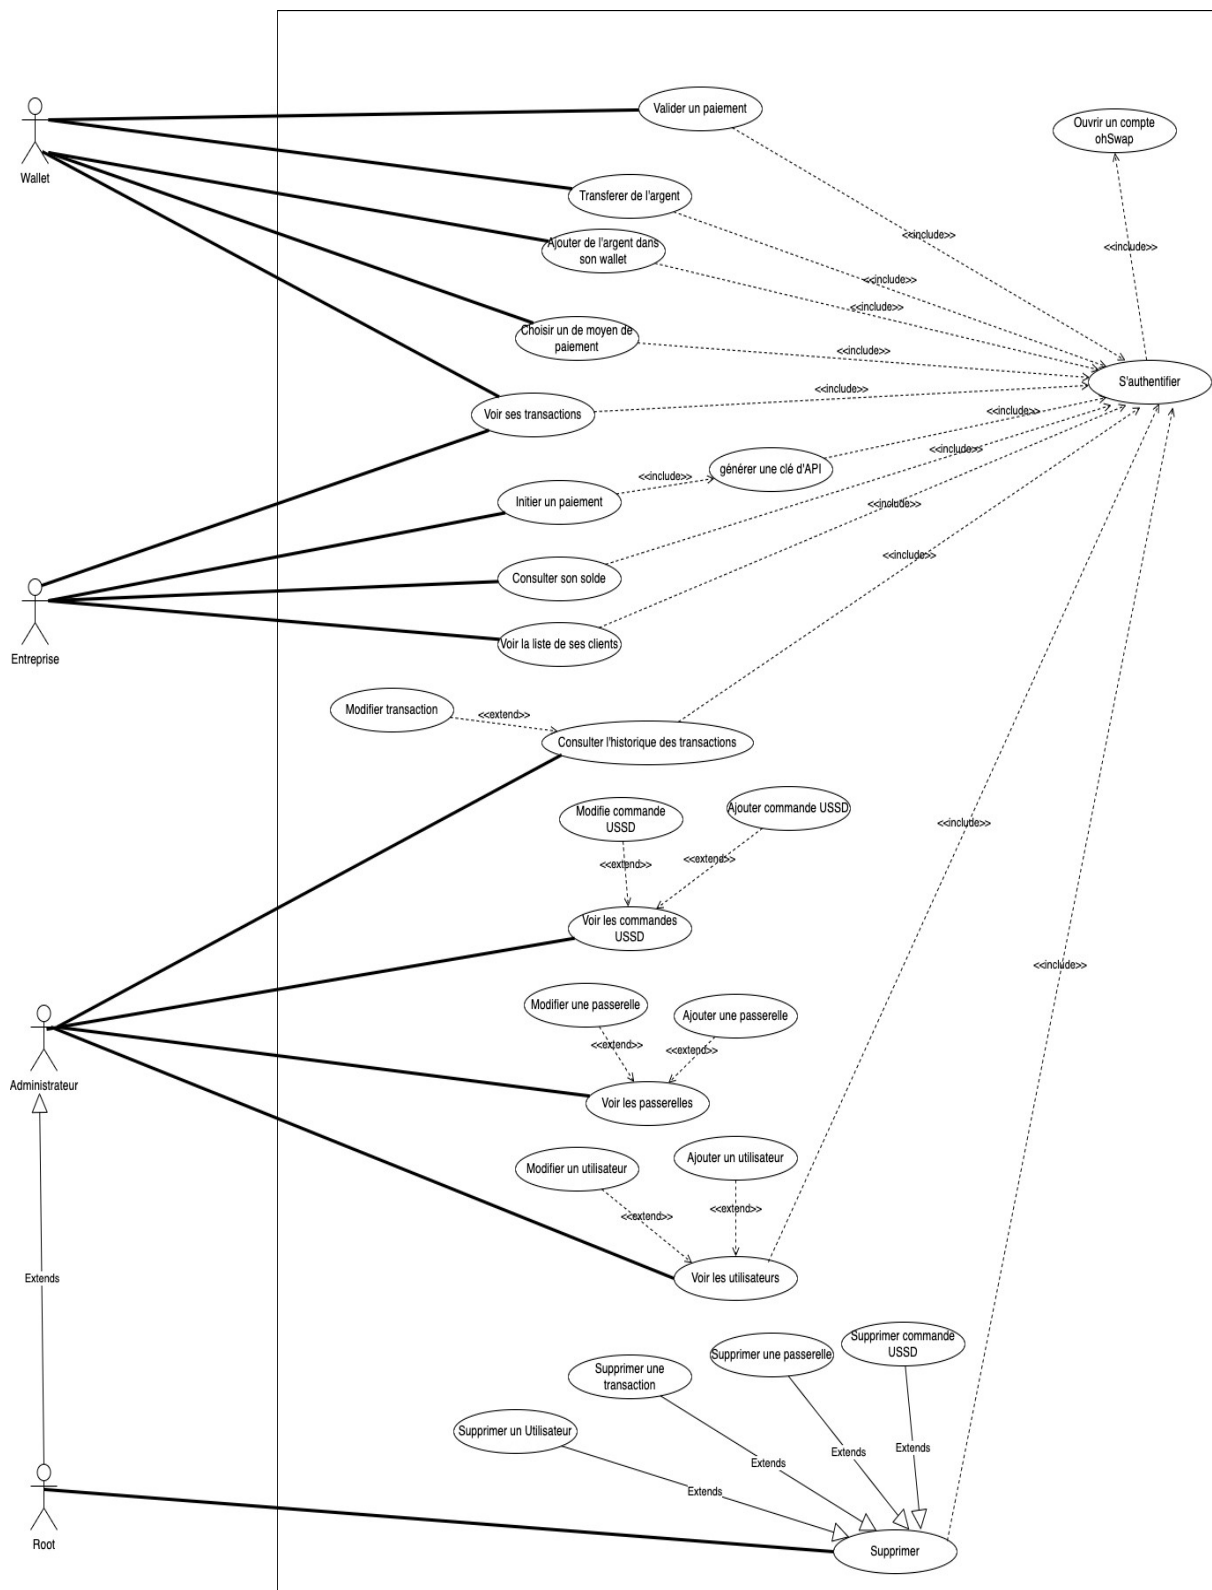 Valider un paiement
Ouvrir un compte
ohSwap
Wallet
Transferer de l'argent
<<include>>
<<include>>
Ajouter de l'argent dans
son wallet
<<include>>
<<include>>
Choisir un de moyen de
paiement
<<include>>
S'authentifier
<<include>>
Voir ses transactions
<<include>>
<<include>>
générer une clé d'API
<<include>>
Initier un paiement
<<include>>
<<include>>
Consulter son solde
Voir la liste de ses clients
Entreprise
Modifier transaction
<<extend>>
Consulter l'historique des transactions
Modifie commande
USSD
Ajouter commande USSD
<<include>>
<<extend>>
<<extend>>
Voir les commandes
USSD
<<include>>
Modifier une passerelle
Ajouter une passerelle
<<extend>>
<<extend>>
Administrateur
Voir les passerelles
Modifier un utilisateur
Ajouter un utilisateur
<<extend>>
<<extend>>
Extends
Voir les utilisateurs
Supprimer commande
USSD
Supprimer une passerelle
Supprimer une
transaction
Supprimer un Utilisateur
Extends
Extends
Extends
Extends
Root
Supprimer